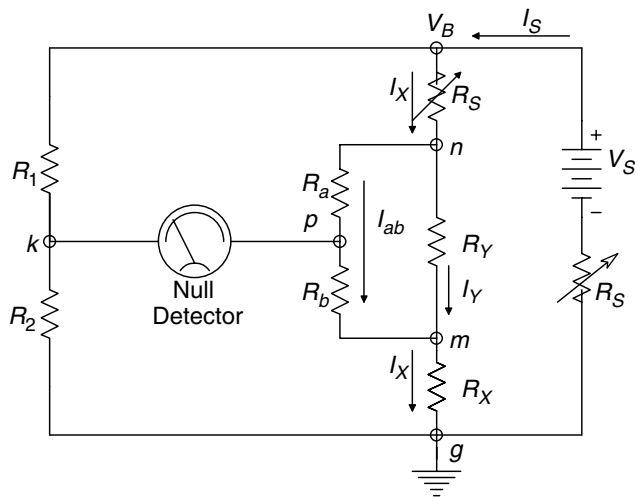 V_B
I_S
I_X
R_S
n
+
V_S
R_1
R_a
p
I_ab
k
R_Y
−
R_2
Null
Detector
R_b
I_Y
R_S
m
I_X
R_X
g